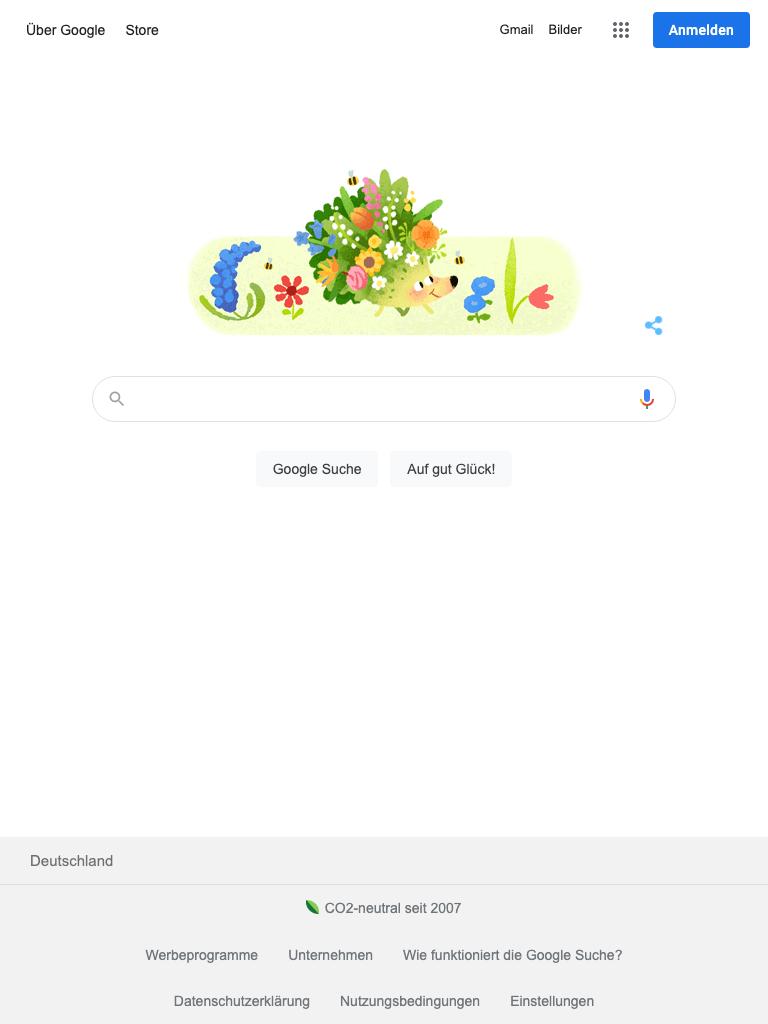 Über Google Store Gmail Bilder Anmelden
Google Suche Auf gut Glück!
Deutschland
CO2-neutral seit 2007
Werbeprogramme Unternehmen Wie funktioniert die Google Suche?
Datenschutzerklärung Nutzungsbedingungen Einstellungen